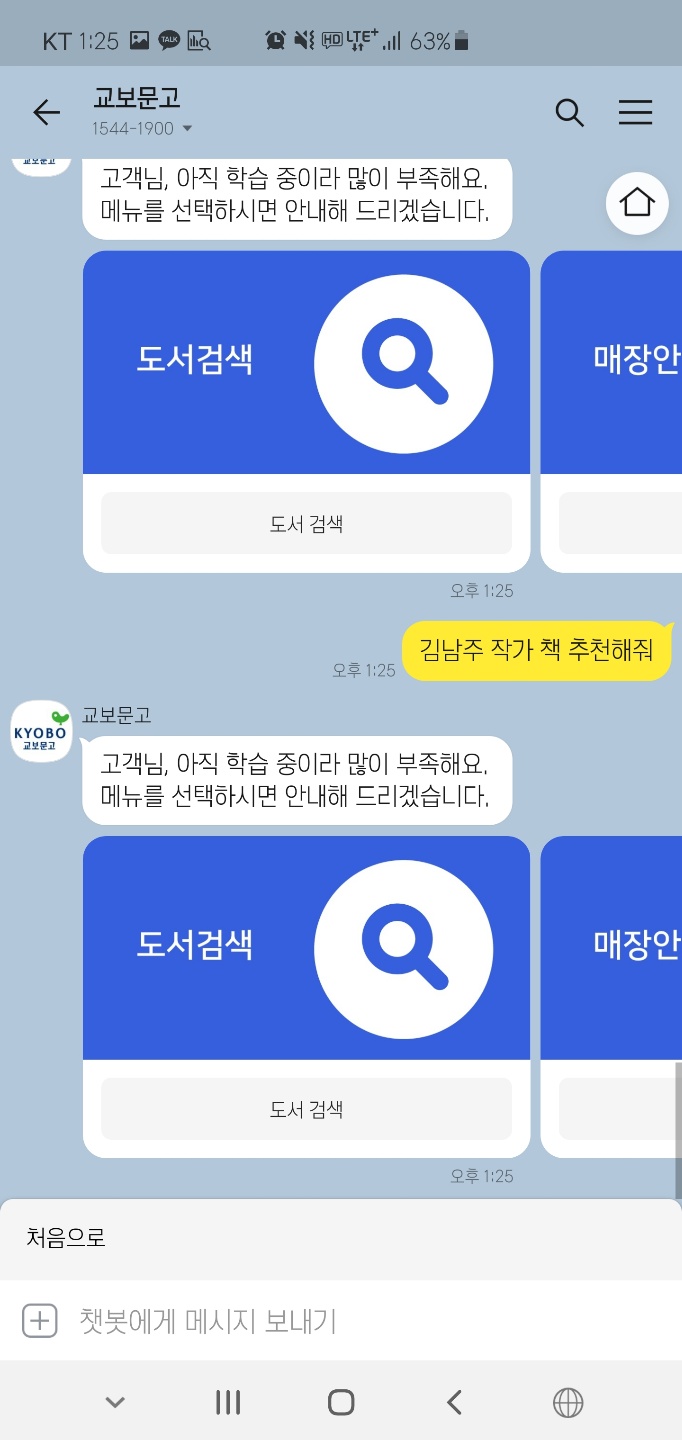 KT 1:25 TALK HD LTE+ 63%
교보문고
1544-1900
교보문고
고객님, 아직 학습 중이라 많이 부족해요.
메뉴를 선택하시면 안내해 드리겠습니다.
도서검색
매장안
도서 검색
오후 1:25
김남주 작가 책 추천해줘
오후 1:25
KYOBO
교보문고
교보문고
고객님, 아직 학습 중이라 많이 부족해요.
메뉴를 선택하시면 안내해 드리겠습니다.
도서검색
매장안
도서 검색
오후 1:25
처음으로
챗봇에게 메시지 보내기